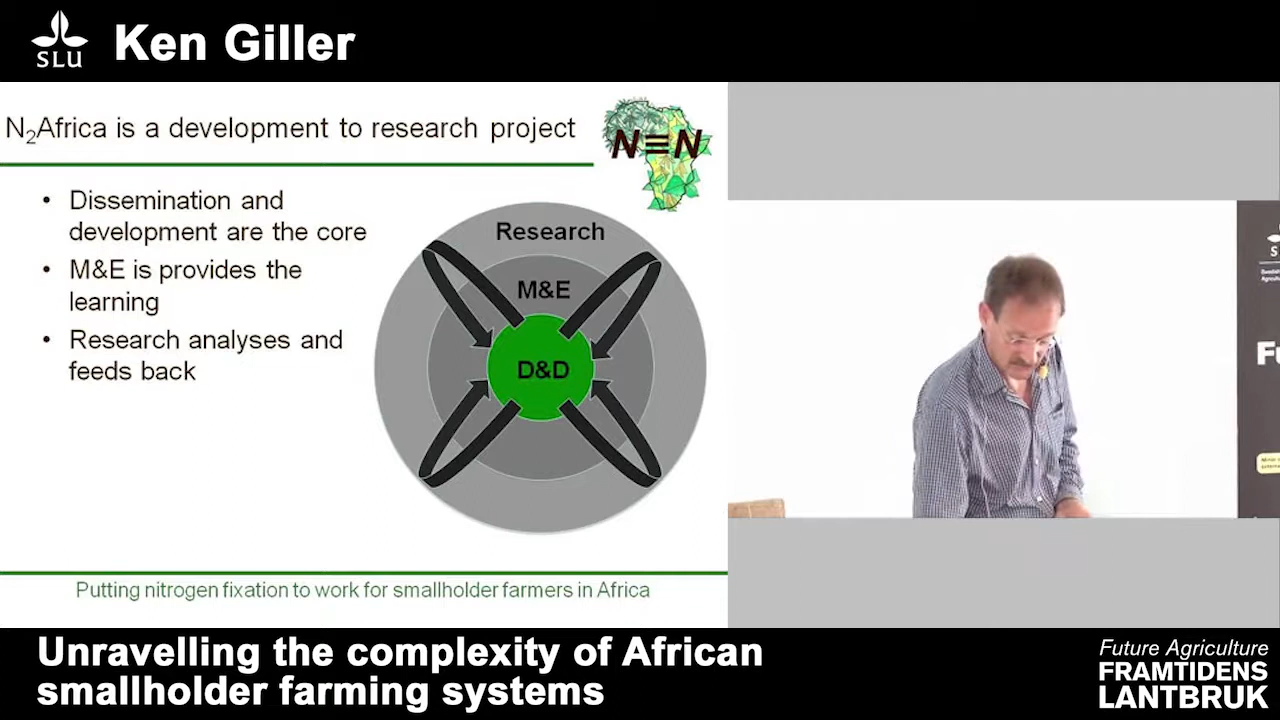 SLU
Ken Giller
N₂Africa is a development to research project
N≡N
• Dissemination and
development are the core
• M&E is provides the
learning
• Research analyses and
feeds back
Research
M&E
D&D
Putting nitrogen fixation to work for smallholder farmers in Africa
Unravelling the complexity of African
smallholder farming systems
Future Agriculture
FRAMTIDENS
LANTBRUK